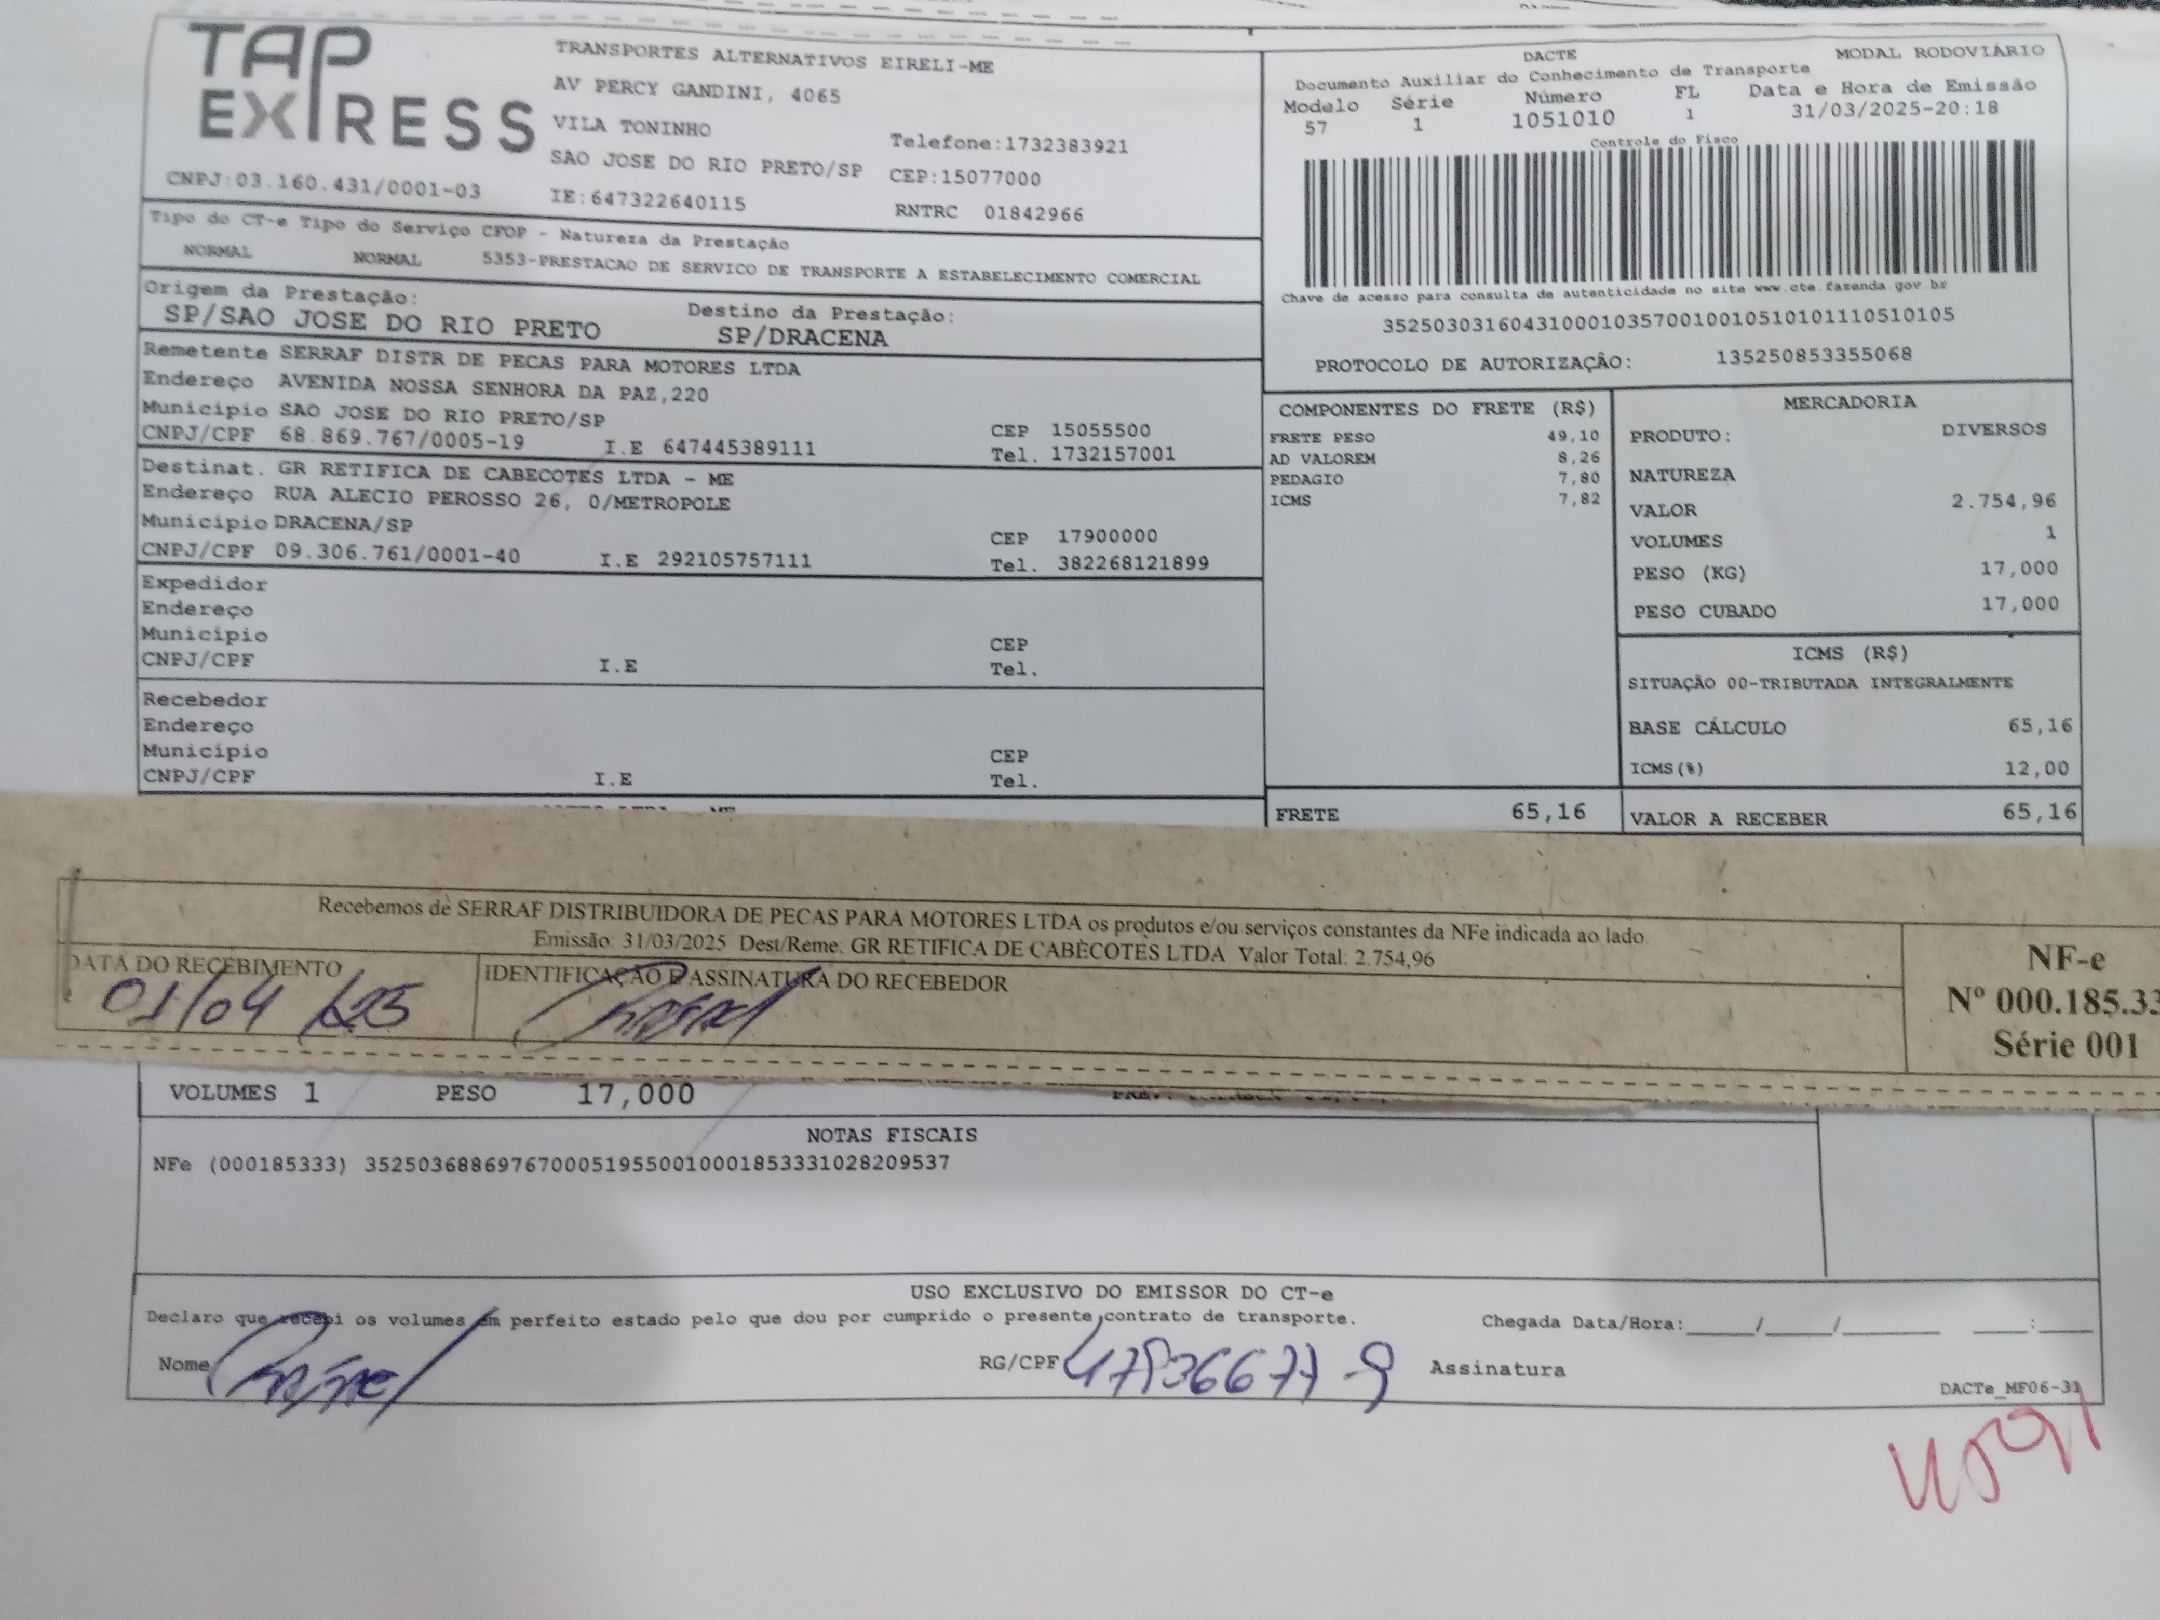 TAP EXPRESS
TRANSPORTES ALTERNATIVOS EIRELI-ME
AV PERCY GANDINI, 4065
VILA TONINHO
Telefone:1732383921
SAO JOSE DO RIO PRETO/SP CEP:15077000
CNPJ:03.160.431/0001-03 IE:647322640115 RNTRC 01842966
DACTE MODAL RODOVIÁRIO
Documento Auxiliar do Conhecimento de Transporte
Modelo Série Número FL Data e Hora de Emissão
57 1 1051010 1 31/03/2025-20:18
Controle do Fisco
Chave de acesso para consulta de autenticidade no site www.cte.fazenda.gov.br
35250303160431000103570010010510101110510105
PROTOCOLO DE AUTORIZAÇÃO: 135250853355068
Tipo do CT-e Tipo do Serviço CFOP - Natureza da Prestação
NORMAL NORMAL 5353-PRESTACAO DE SERVICO DE TRANSPORTE A ESTABELECIMENTO COMERCIAL
Origem da Prestação: Destino da Prestação:
SP/SAO JOSE DO RIO PRETO SP/DRACENA
Remetente SERRAF DISTR DE PECAS PARA MOTORES LTDA
Endereço AVENIDA NOSSA SENHORA DA PAZ,220
Município SAO JOSE DO RIO PRETO/SP CEP 15055500
CNPJ/CPF 68.869.767/0005-19 I.E 647445389111 Tel. 1732157001
Destinat. GR RETIFICA DE CABECOTES LTDA - ME
Endereço RUA ALECIO PEROSSO 26, 0/METROPOLE
Município DRACENA/SP CEP 17900000
CNPJ/CPF 09.306.761/0001-40 I.E 292105757111 Tel. 382268121899
Expedidor
Endereço
Município CEP
CNPJ/CPF I.E Tel.
Recebedor
Endereço
Município CEP
CNPJ/CPF I.E Tel.
COMPONENTES DO FRETE (R$)
FRETE PESO 49,10
AD VALOREM 8,26
PEDAGIO 7,80
ICMS 7,82
FRETE 65,16
MERCADORIA
PRODUTO: DIVERSOS
NATUREZA
VALOR 2.754,96
VOLUMES 1
PESO (KG) 17,000
PESO CUBADO 17,000
ICMS (R$)
SITUAÇÃO 00-TRIBUTADA INTEGRALMENTE
BASE CÁLCULO 65,16
ICMS(%) 12,00
VALOR A RECEBER 65,16
Recebemos de SERRAF DISTRIBUIDORA DE PECAS PARA MOTORES LTDA os produtos e/ou serviços constantes da NFe indicada ao lado
Emissão: 31/03/2025 Dest/Reme: GR RETIFICA DE CABECOTES LTDA Valor Total: 2.754,96
DATA DO RECEBIMENTO IDENTIFICAÇÃO E ASSINATURA DO RECEBEDOR
01/04/25
NF-e
Nº 000.185.33
Série 001
VOLUMES 1 PESO 17,000
NOTAS FISCAIS
NFe (000185333) 35250368869767000519550010001853331028209537
USO EXCLUSIVO DO EMISSOR DO CT-e
Declaro que recebi os volumes em perfeito estado pelo que dou por cumprido o presente contrato de transporte. Chegada Data/Hora:_____/_____/________ ____:____
Nome RG/CPF Assinatura
DACTe_MF06-31